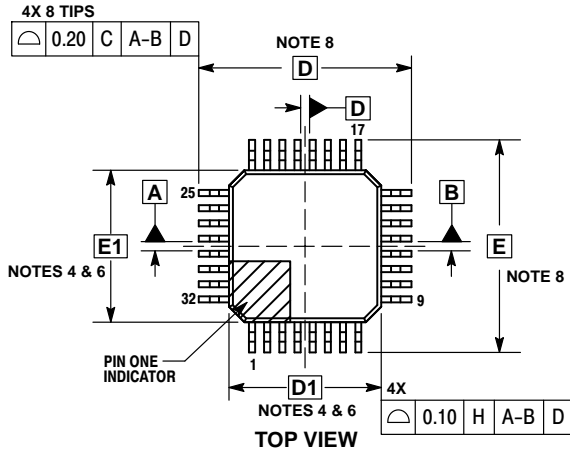 4X 8 TIPS
⌓ 0.20 C A-B D
NOTE 8
D
D
17
25
A
B
E1
E
NOTES 4 & 6
NOTE 8
32
9
PIN ONE
INDICATOR
1
D1
4X
NOTES 4 & 6
⌓ 0.10 H A-B D
TOP VIEW